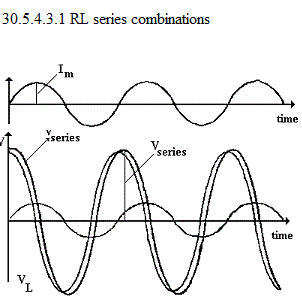 30.5.4.3.1 RL series combinations
Im
time
V
vseries
Vseries
time
VL